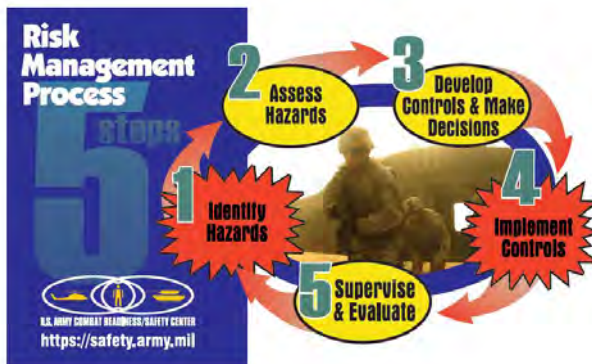 Risk
Management
Process
5
steps
1
Identify
Hazards
2
Assess
Hazards
3
Develop
Controls & Make
Decisions
4
Implement
Controls
5
Supervise
& Evaluate
U.S. ARMY COMBAT READINESS/SAFETY CENTER
https://safety.army.mil